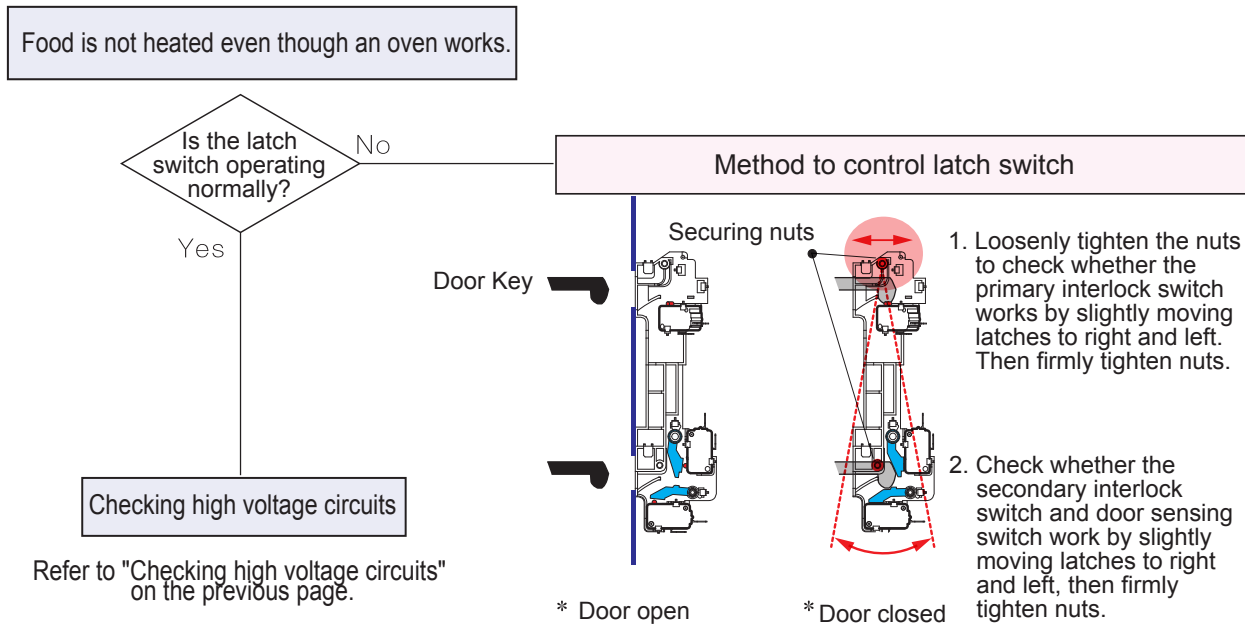 Food is not heated even though an oven works.
Is the latch
switch operating
normally?
No
Yes
Checking high voltage circuits
Refer to "Checking high voltage circuits"
on the previous page.
Method to control latch switch
Securing nuts
Door Key
* Door open
* Door closed
1. Loosenly tighten the nuts
to check whether the
primary interlock switch
works by slightly moving
latches to right and left.
Then firmly tighten nuts.
2. Check whether the
secondary interlock
switch and door sensing
switch work by slightly
moving latches to right
and left, then firmly
tighten nuts.